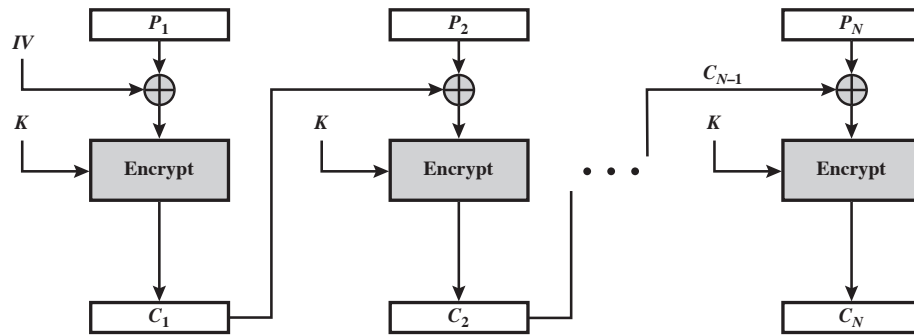 P1 P2 PN
IV
CN–1
K K K
Encrypt Encrypt Encrypt
C1 C2 CN